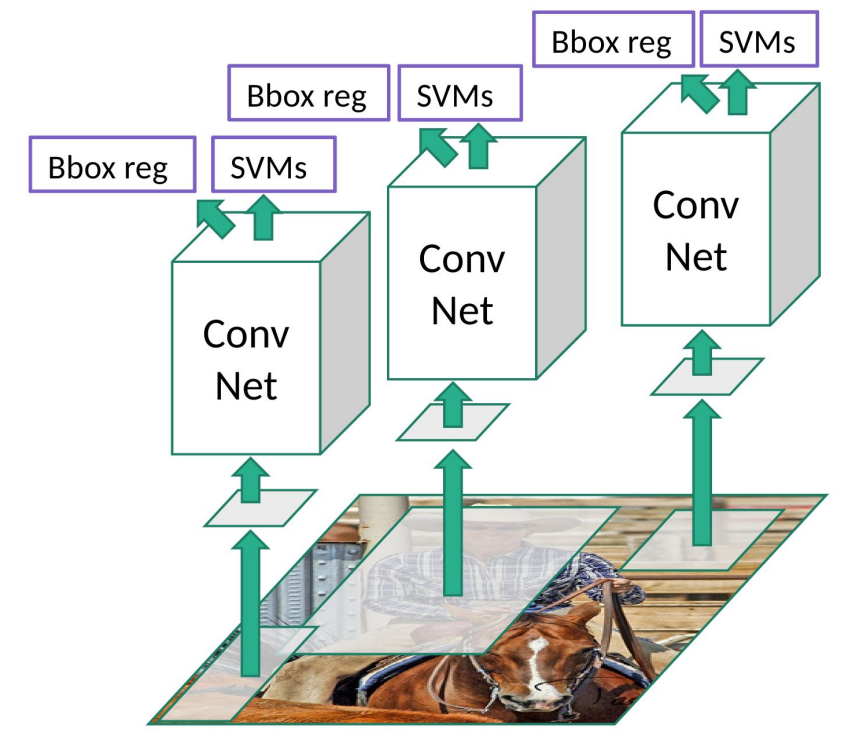 Bbox reg
SVMs
Bbox reg
SVMs
Bbox reg
SVMs
Conv
Net
Conv
Net
Conv
Net